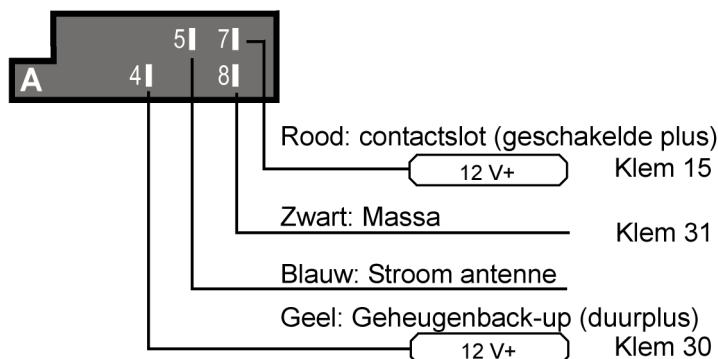 5 7
A 4 8
Rood: contactslot (geschakelde plus)
12 V+ Klem 15
Zwart: Massa
Klem 31
Blauw: Stroom antenne
Geel: Geheugenback-up (duurplus)
12 V+ Klem 30